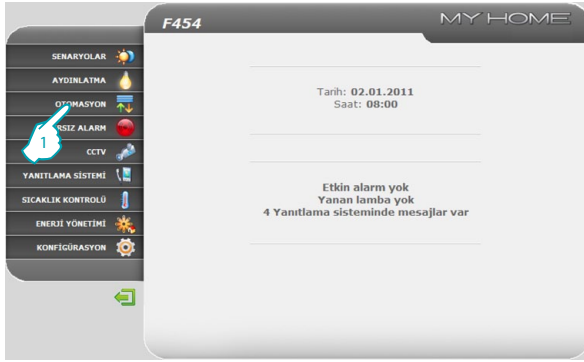 F454
MY HOME
SENARYOLAR
AYDINLATMA
OTOMASYON
CCTV
YANITLAMA SİSTEMİ
SICAKLIK KONTROLÜ
ENERJİ YÖNETİMİ
KONFİGÜRASYON
1
Tarih: 02.01.2011
Saat: 08:00
Etkin alarm yok
Yanan lamba yok
4 Yanıtlama sisteminde mesajlar var